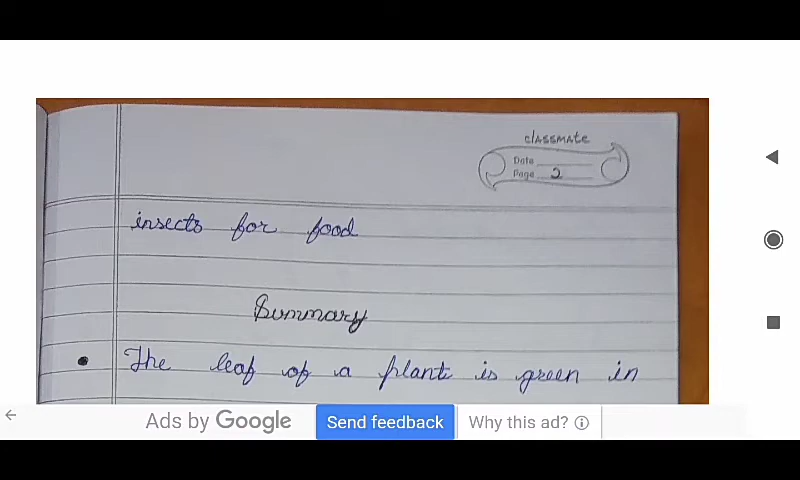 classmate
Date
Page 2
insects for food
Summary
• The leaf of a plant is green in
Ads by Google
Send feedback
Why this ad?